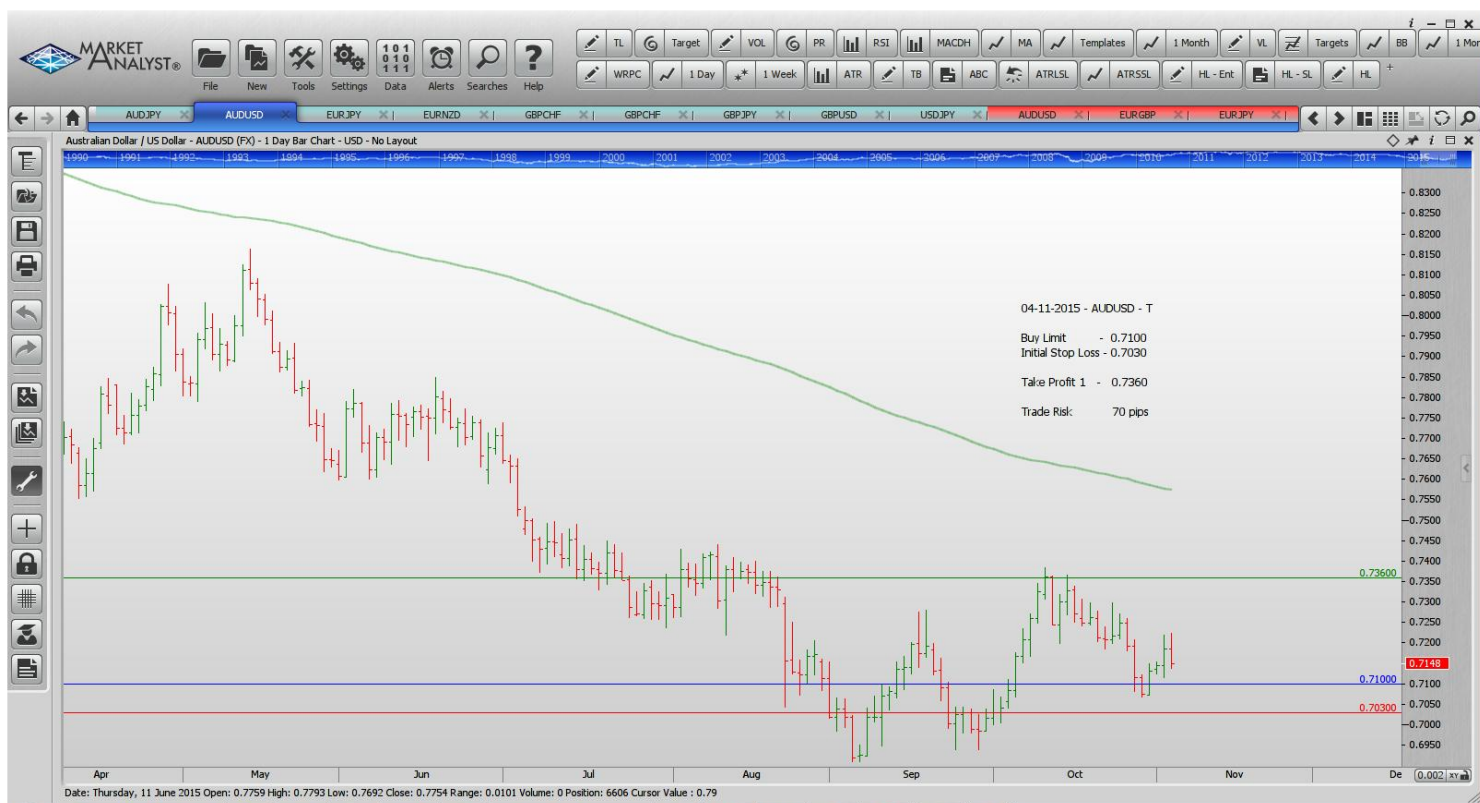 i
MARKET ANALYST®
File New Tools Settings Data Alerts Searches Help
TL Target VOL PR RSI MACDH MA Templates 1 Month VL Targets BB 1 Mor
WRPC 1 Day 1 Week ATR TB ABC ATRLSL ATRSSL HL - Ent HL - SL HL +
AUDJPY AUDUSD EURJPY EURNZD GBPCHF GBPCHF GBPJPY GBPUSD USDJPY AUDUSD EURGBP EURJPY
Australian Dollar / US Dollar - AUDUSD (FX) - 1 Day Bar Chart - USD - No Layout
1990 1991 1992 1993 1994 1995 1996 1997 1998 1999 2000 2001 2002 2003 2004 2005 2006 2007 2008 2009 2010 2011 2012 2013 2014 2015
0.8300
0.8250
0.8200
0.8150
0.8100
0.8050
0.8000
0.7950
0.7900
0.7850
0.7800
0.7750
0.7700
0.7650
0.7600
0.7550
0.7500
0.7450
0.7400
0.7350
0.7300
0.7250
0.7200
0.7148
0.7100
0.7050
0.7000
0.6950
04-11-2015 - AUDUSD - T
Buy Limit - 0.7100
Initial Stop Loss - 0.7030
Take Profit 1 - 0.7360
Trade Risk 70 pips
0.73600
0.71000
0.70300
Apr May Jun Jul Aug Sep Oct Nov De 0.002 XY
Date: Thursday, 11 June 2015 Open: 0.7759 High: 0.7793 Low: 0.7692 Close: 0.7754 Range: 0.0101 Volume: 0 Position: 6606 Cursor Value : 0.79